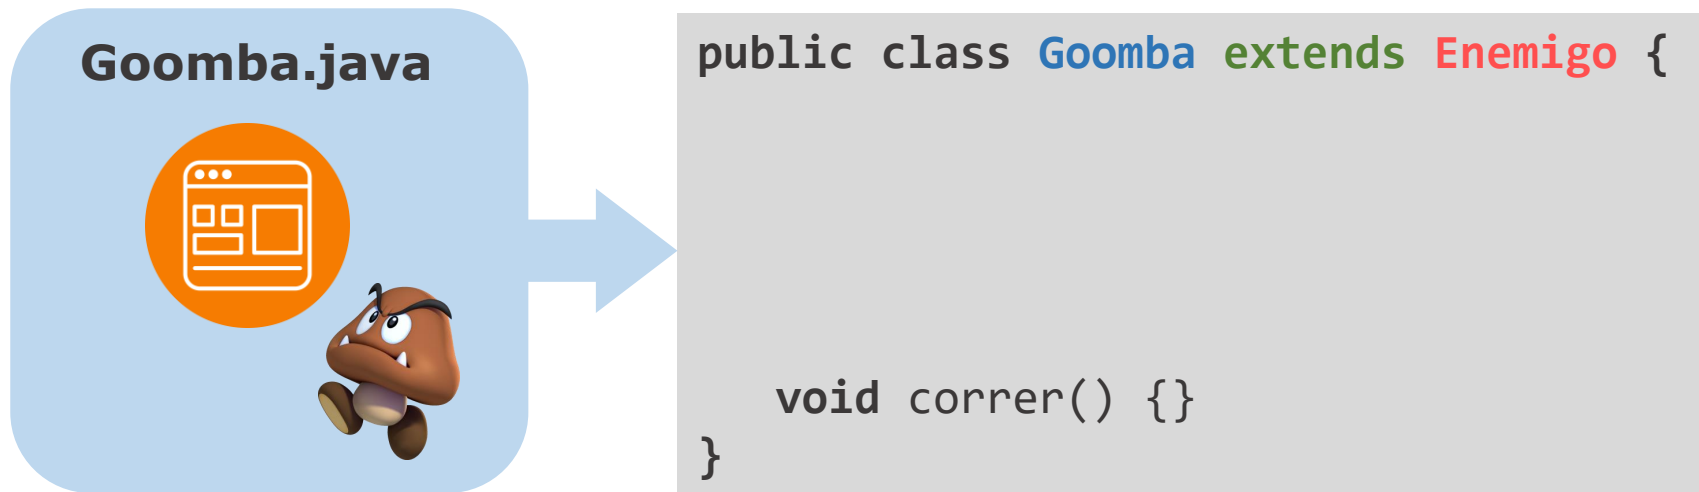 Goomba.java
public class Goomba extends Enemigo {
void correr() {}
}